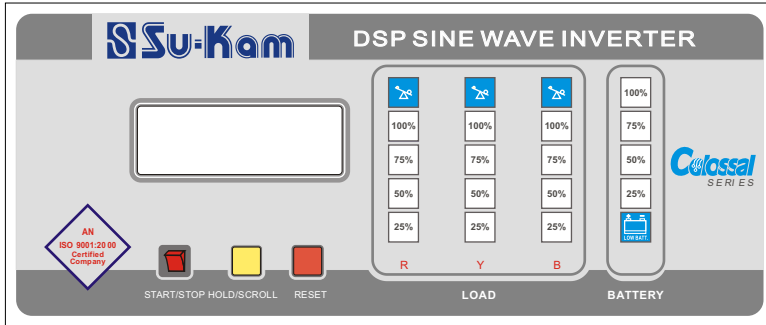 Su-Kam
DSP SINE WAVE INVERTER
100% 100% 100% 100%
75% 75% 75% 75%
50% 50% 50% 50%
25% 25% 25% 25%
LOW BATT.
R Y B
LOAD
BATTERY
Colossal
SERIES
AN
ISO 9001:2000
Certified
Company
START/STOP HOLD/SCROLL RESET